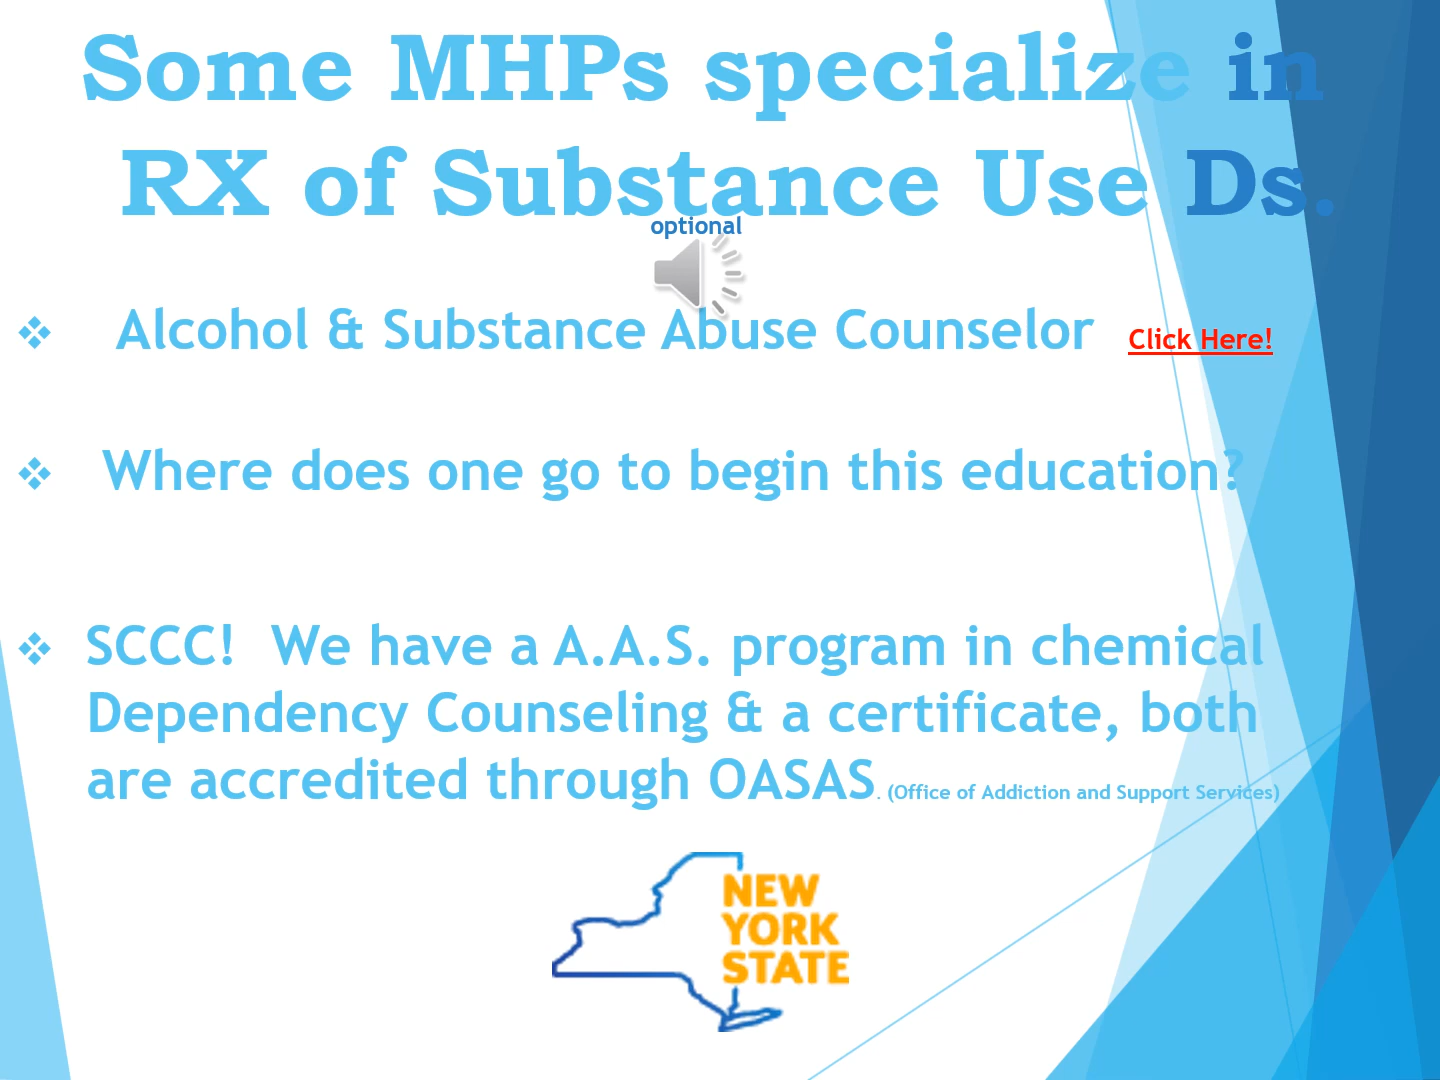 Some MHPs specialize in
RX of Substance Use Ds.
optional
❖ Alcohol & Substance Abuse Counselor Click Here!
❖ Where does one go to begin this education?
❖ SCCC! We have a A.A.S. program in chemical
Dependency Counseling & a certificate, both
are accredited through OASAS. (Office of Addiction and Support Services)
NEW
YORK
STATE